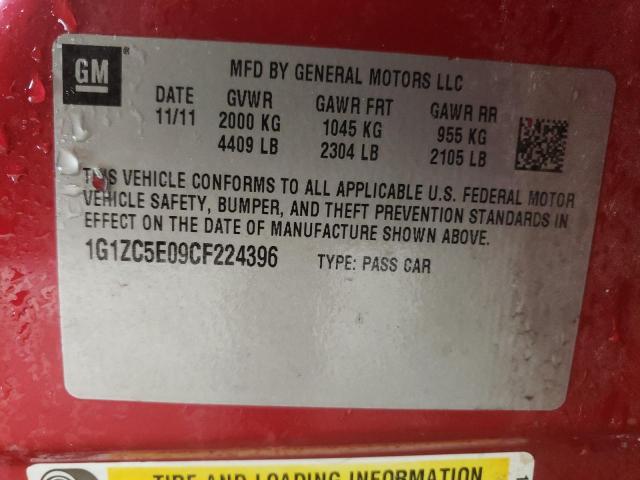 GM®
MFD BY GENERAL MOTORS LLC
DATE GVWR GAWR FRT GAWR RR
11/11 2000 KG 1045 KG 955 KG
4409 LB 2304 LB 2105 LB
THIS VEHICLE CONFORMS TO ALL APPLICABLE U.S. FEDERAL MOTOR
VEHICLE SAFETY, BUMPER, AND THEFT PREVENTION STANDARDS IN
EFFECT ON THE DATE OF MANUFACTURE SHOWN ABOVE.
1G1ZC5E09CF224396 TYPE: PASS CAR
TIRE AND LOADING INFORMATION